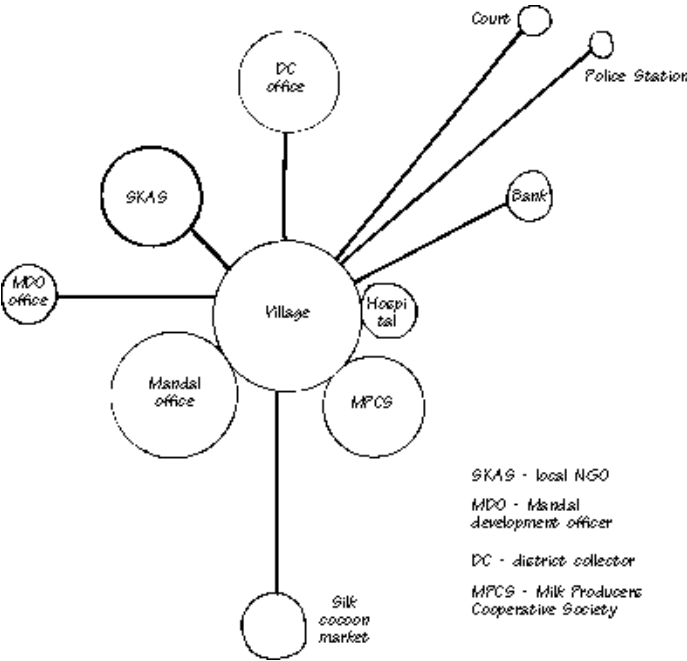 Court
Police Station
DC
office
SKAS
Bank
MDO
office
Village
Hospi
tal
Mandal
office
MPCS
SKAS - local NGO
MDO - Mandal
development officer
DC - district collector
MPCS - Milk Producers
Cooperative Society
Silk
cocoon
market